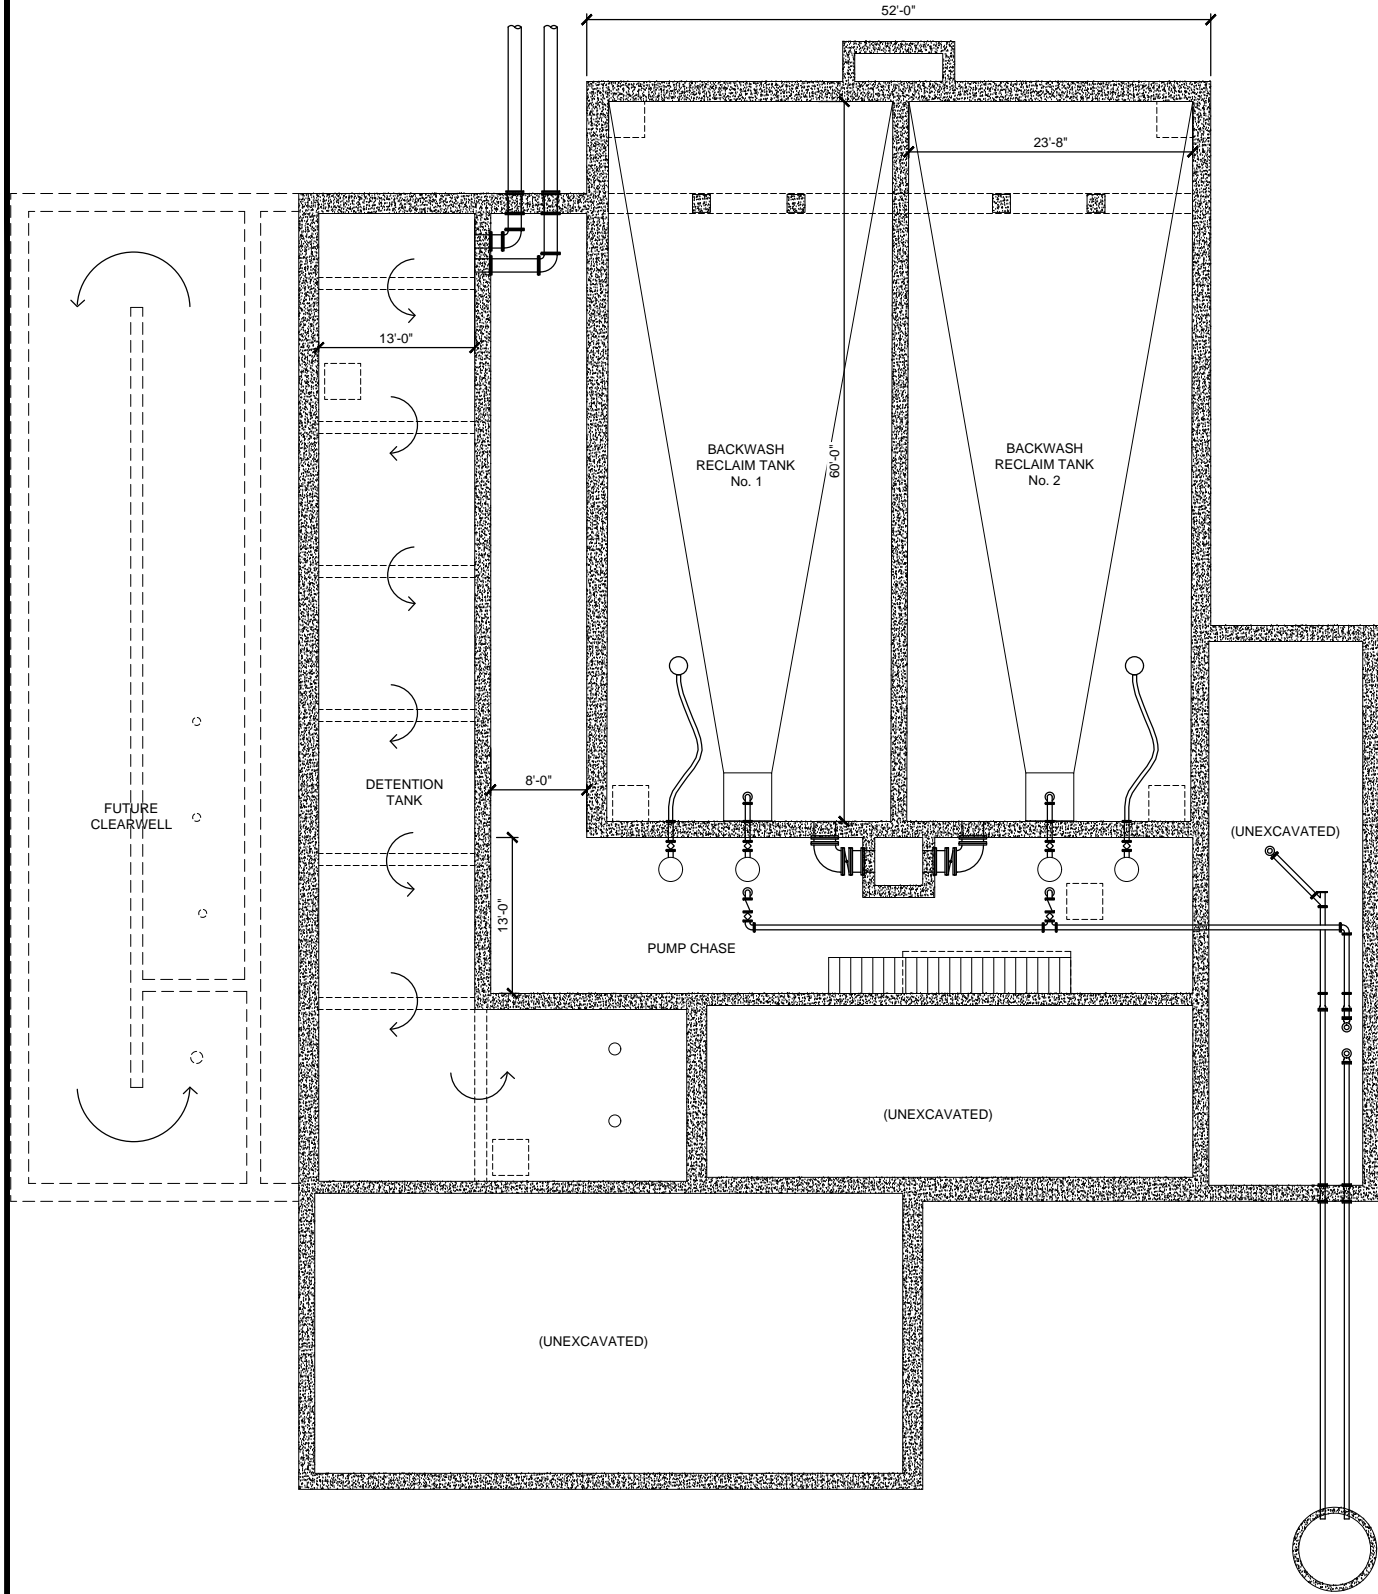 52'-0"
23'-8"
13'-0"
BACKWASH
RECLAIM TANK
No. 1
60'-0"
BACKWASH
RECLAIM TANK
No. 2
DETENTION
TANK
8'-0"
FUTURE
CLEARWELL
(UNEXCAVATED)
13'-0"
PUMP CHASE
(UNEXCAVATED)
(UNEXCAVATED)